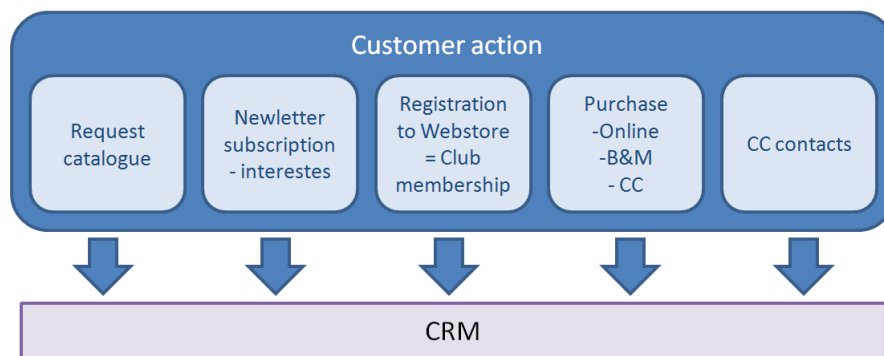 Customer action
Request
catalogue
Newletter
subscription
- interestes
Registration
to Webstore
= Club
membership
Purchase
-Online
-B&M
- CC
CC contacts
CRM